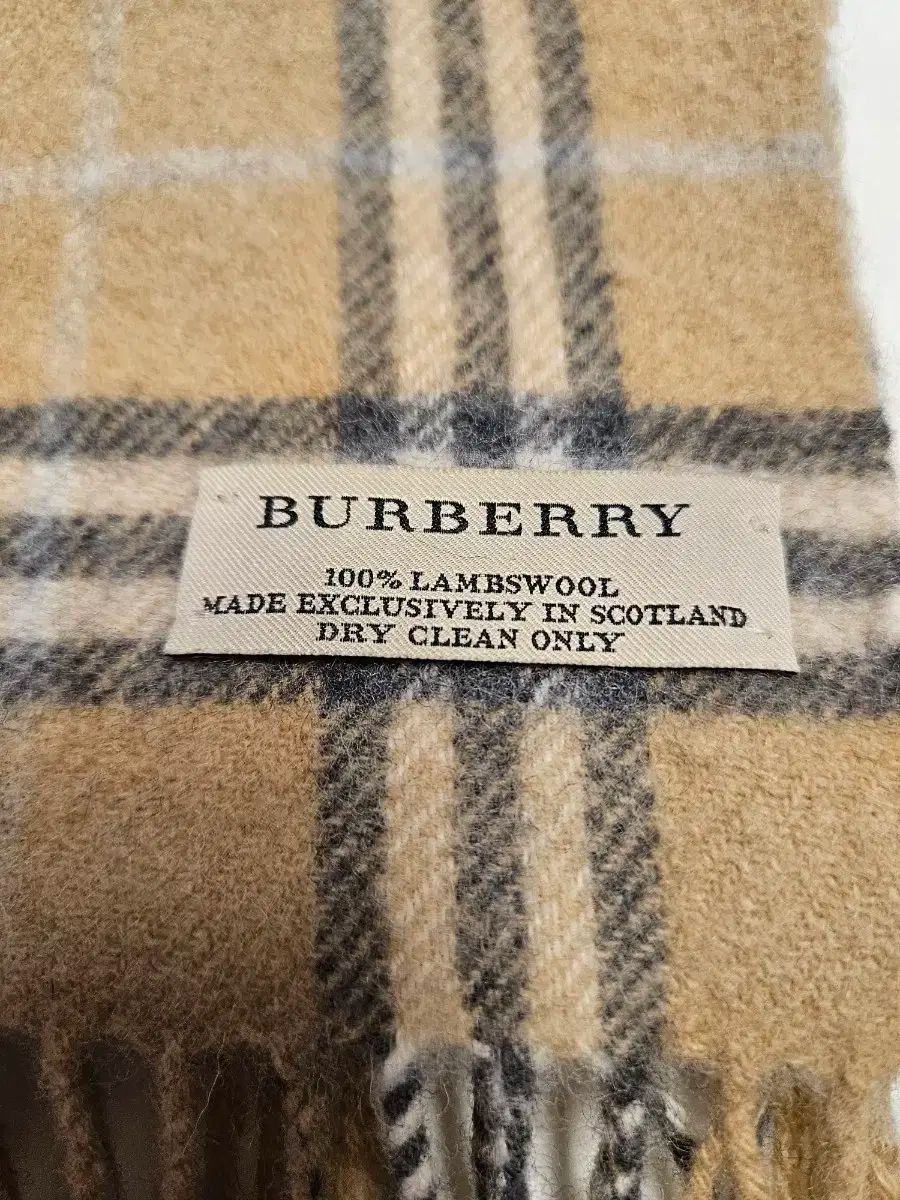 BURBERRY
100% LAMBSWOOL
MADE EXCLUSIVELY IN SCOTLAND
DRY CLEAN ONLY